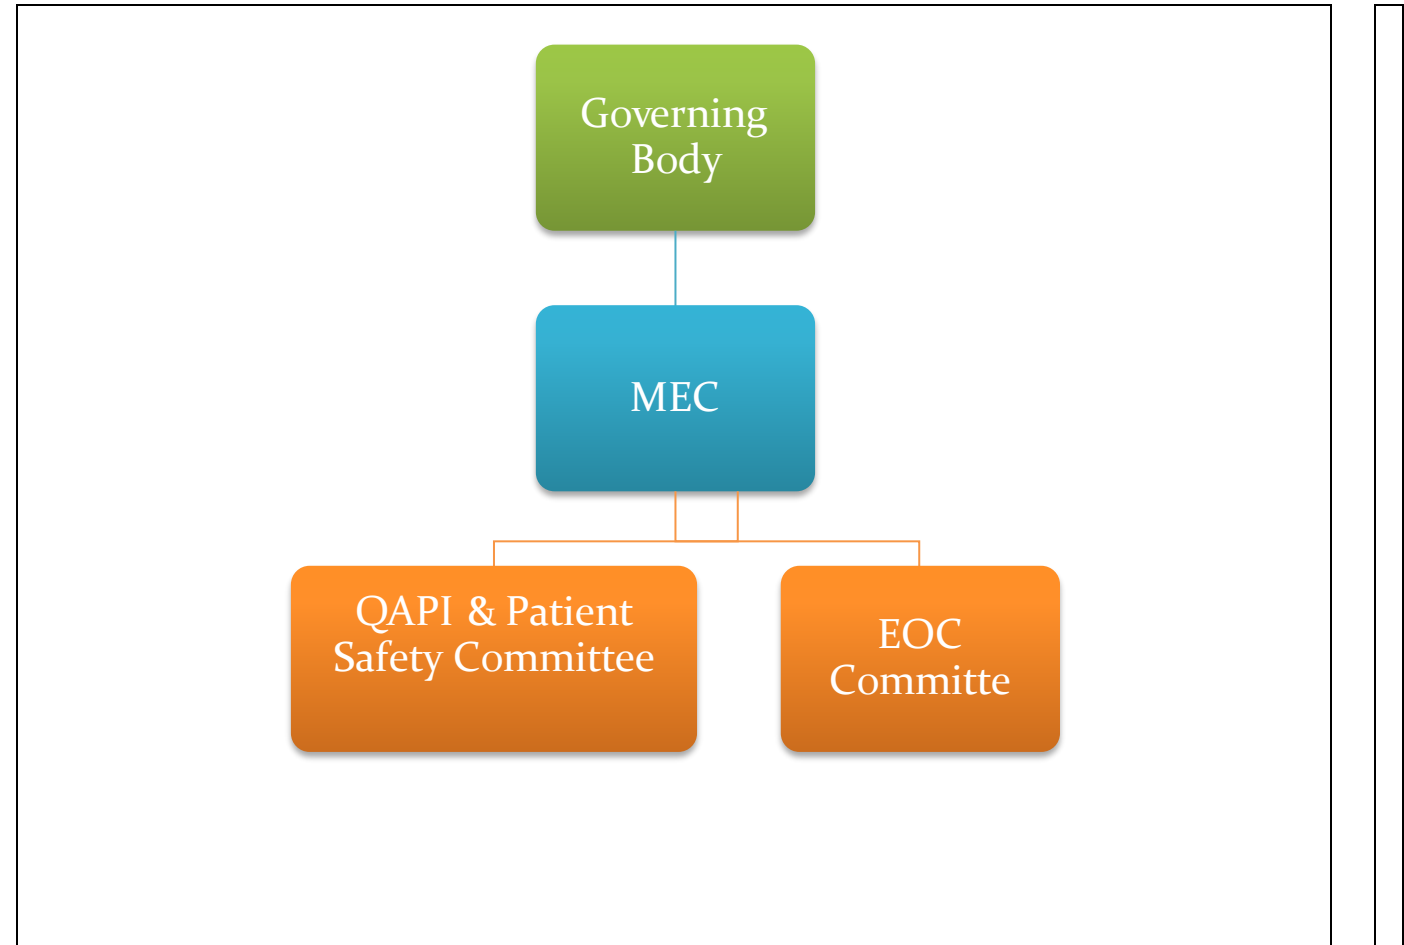 Governing
Body
MEC
QAPI & Patient
Safety Committee
EOC
Committe